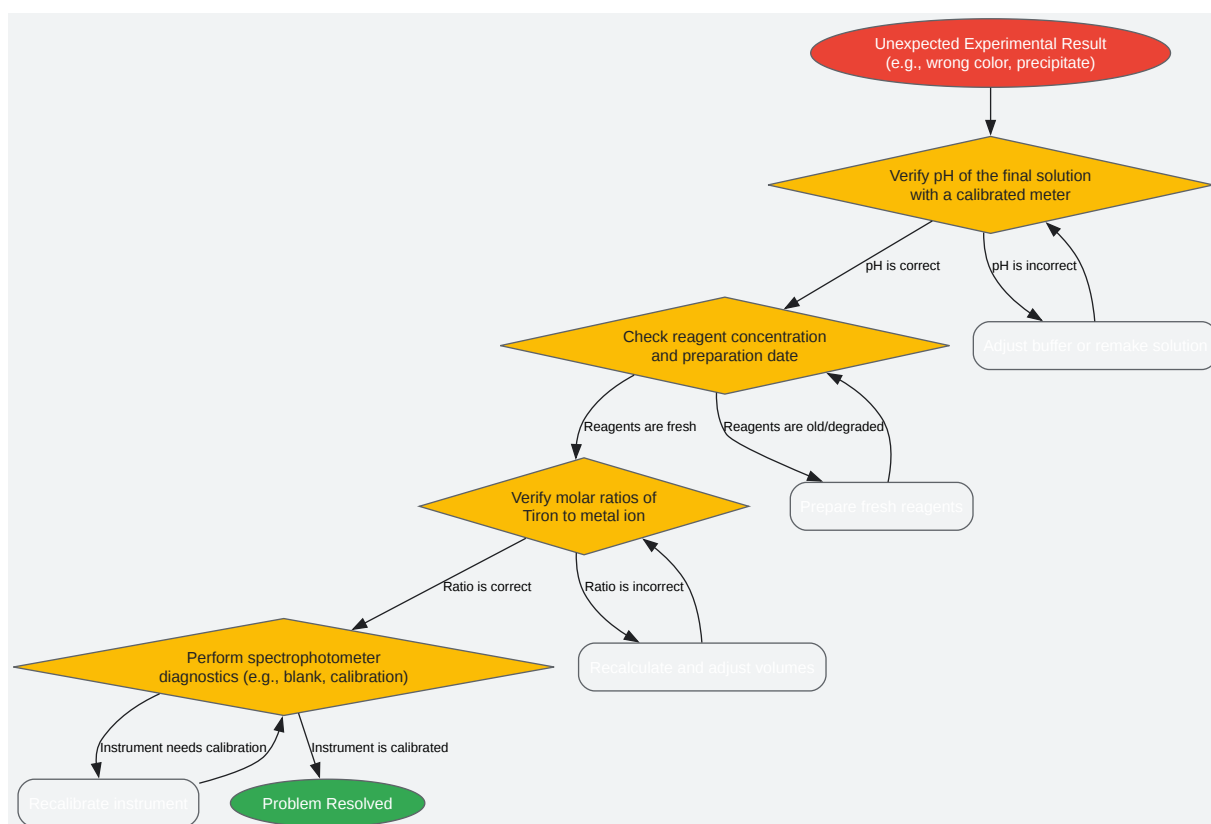 Unexpected Experimental Result
(e.g., wrong color, precipitate)
Verify pH of the final solution
with a calibrated meter
pH is correct
pH is incorrect
Check reagent concentration
and preparation date
Adjust buffer or remake solution
Reagents are fresh
Reagents are old/degraded
Verify molar ratios of
Tiron to metal ion
Prepare fresh reagents
Ratio is correct
Ratio is incorrect
Perform spectrophotometer
diagnostics (e.g., blank, calibration)
Recalculate and adjust volumes
Instrument needs calibration
Instrument is calibrated
Recalibrate instrument
Problem Resolved